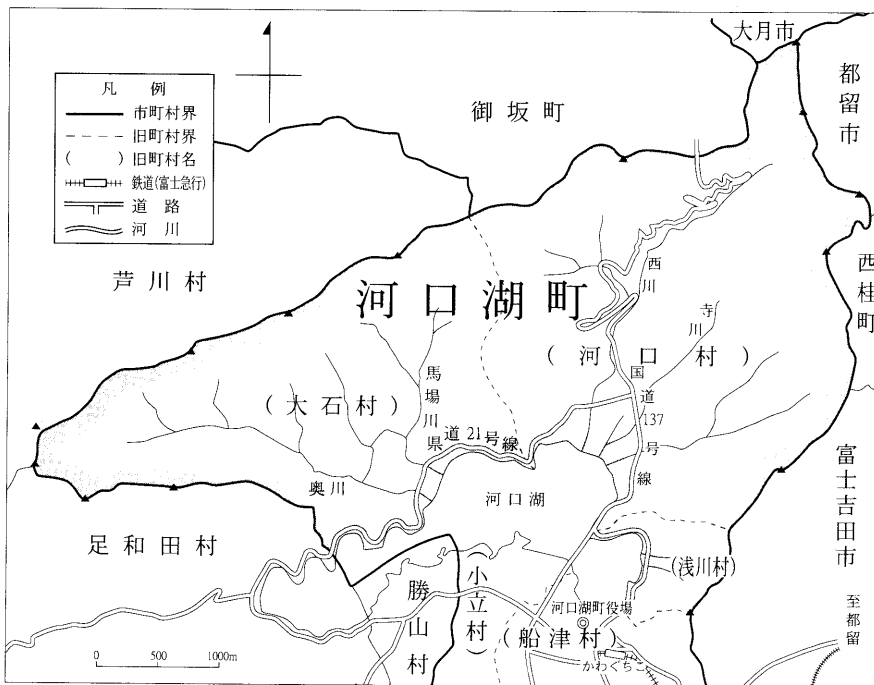 凡 例
市町村界
旧町村界
( )旧町村名
鉄道(富士急行)
道 路
河 川
大月市
都留市
御坂町
西桂町
芦川村
河口湖町
西川
寺川
(河口村)
馬場川
(大石村)
国道137号線
県道21号線
奥川
河口湖
富士吉田市
足和田村
(浅川村)
勝山村
(小立村)
河口湖町役場
(船津村)
かわぐちこ
至都留
0 500 1000m